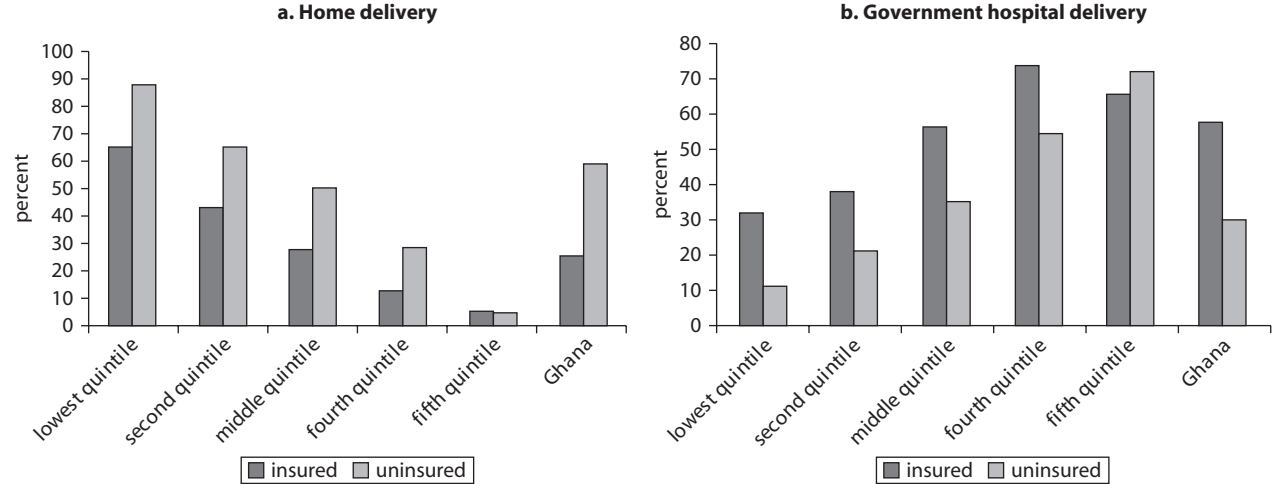 a. Home delivery
percent
100
90
80
70
60
50
40
30
20
10
0
lowest quintile
second quintile
middle quintile
fourth quintile
fifth quintile
Ghana
insured uninsured
b. Government hospital delivery
percent
80
70
60
50
40
30
20
10
0
lowest quintile
second quintile
middle quintile
fourth quintile
fifth quintile
Ghana
insured uninsured